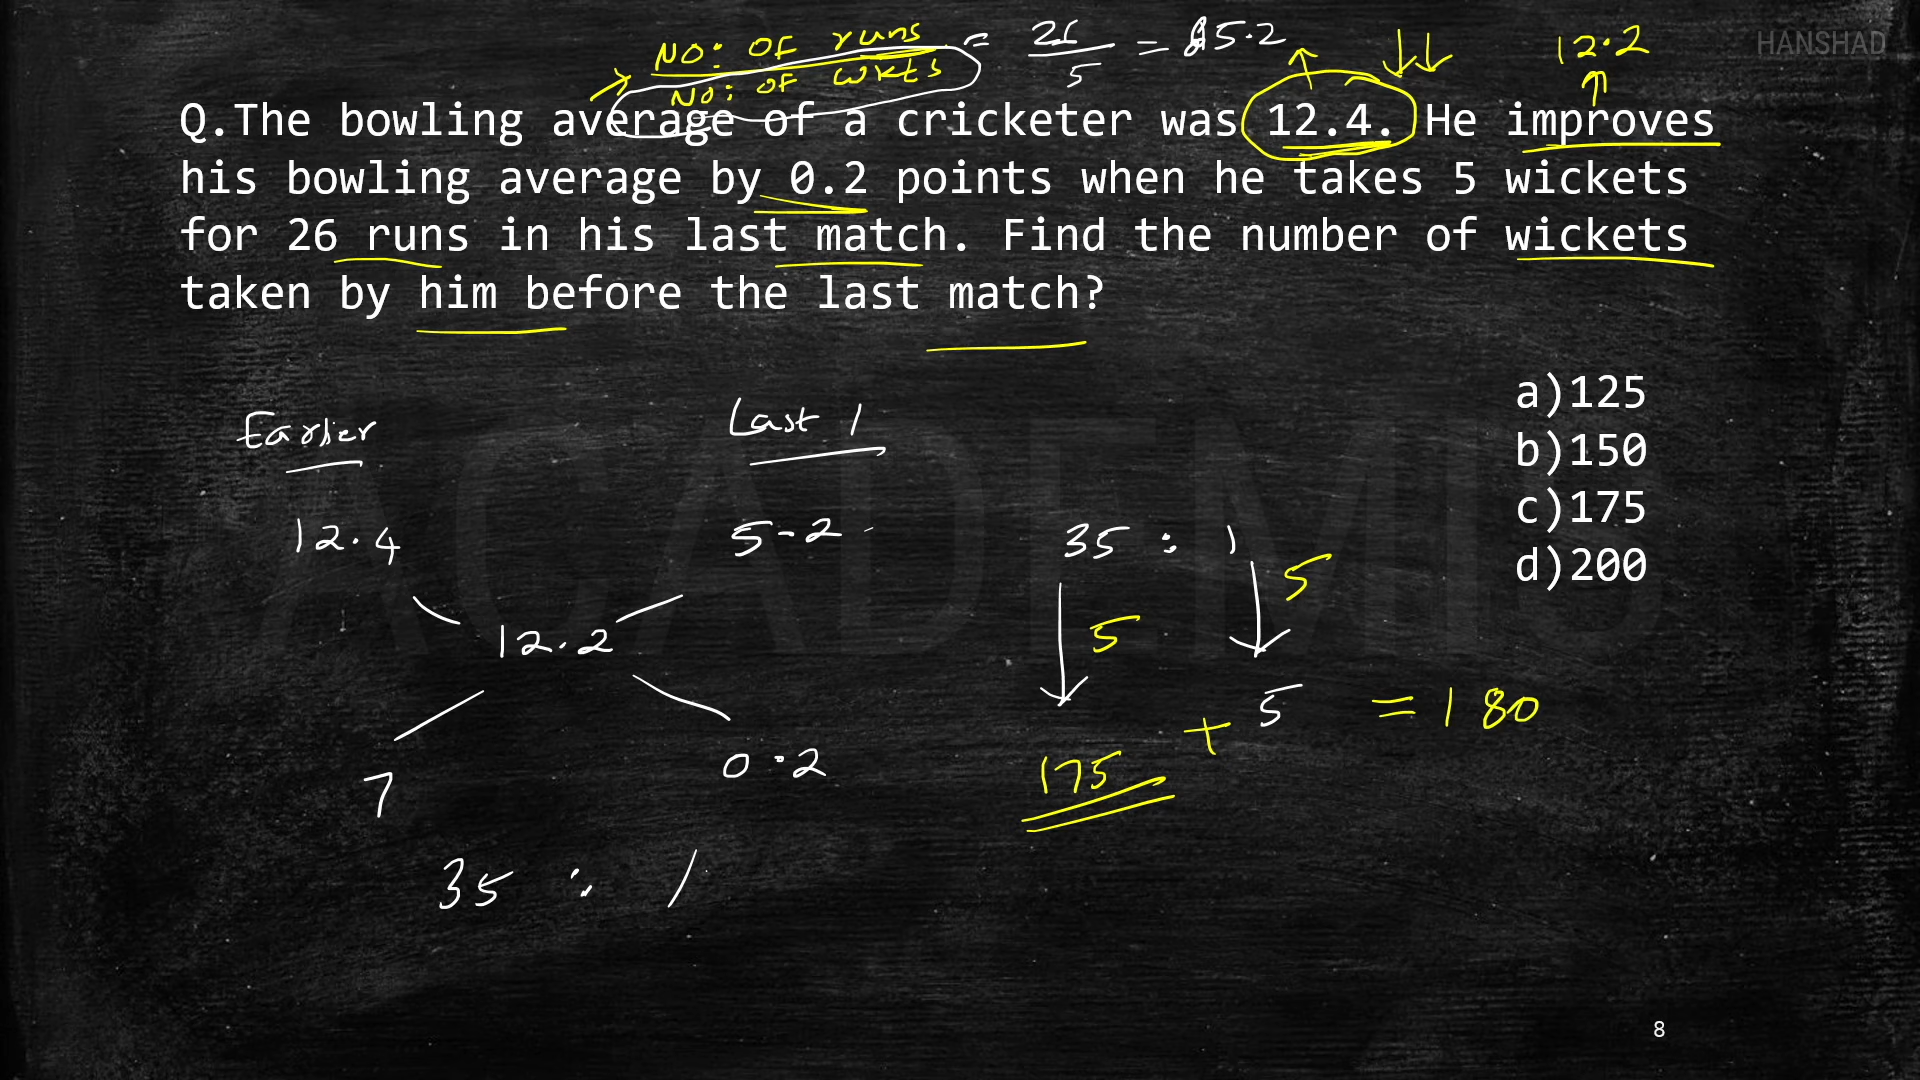 HANSHAD
NO: OF runs = 26 = 5.2 12.2
NO: OF wkts 5
Q.The bowling average of a cricketer was 12.4. He improves
his bowling average by 0.2 points when he takes 5 wickets
for 26 runs in his last match. Find the number of wickets
taken by him before the last match?
a)125
b)150
c)175
d)200
Earlier Last 1
12.4 5-2 35 : 1
5 5
12.2
7 0.2
175 + 5 = 180
35 : 1
ACADEMIS
8